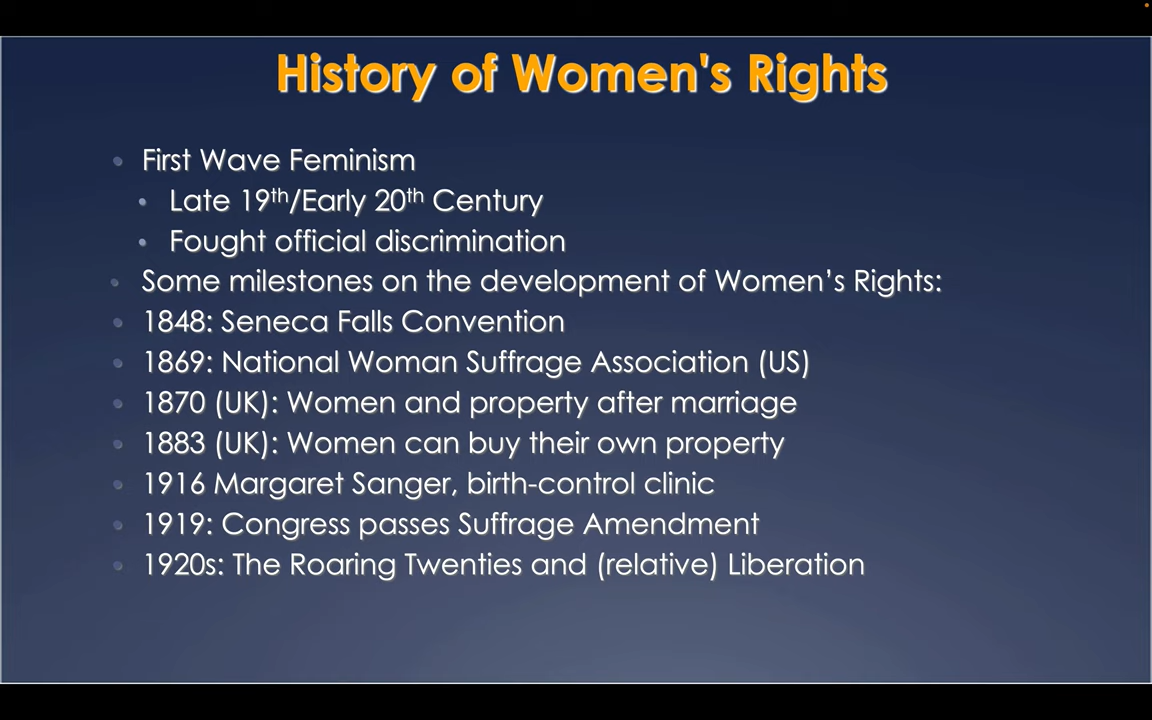 History of Women's Rights
• First Wave Feminism
• Late 19th/Early 20th Century
• Fought official discrimination
• Some milestones on the development of Women’s Rights:
• 1848: Seneca Falls Convention
• 1869: National Woman Suffrage Association (US)
• 1870 (UK): Women and property after marriage
• 1883 (UK): Women can buy their own property
• 1916 Margaret Sanger, birth-control clinic
• 1919: Congress passes Suffrage Amendment
• 1920s: The Roaring Twenties and (relative) Liberation